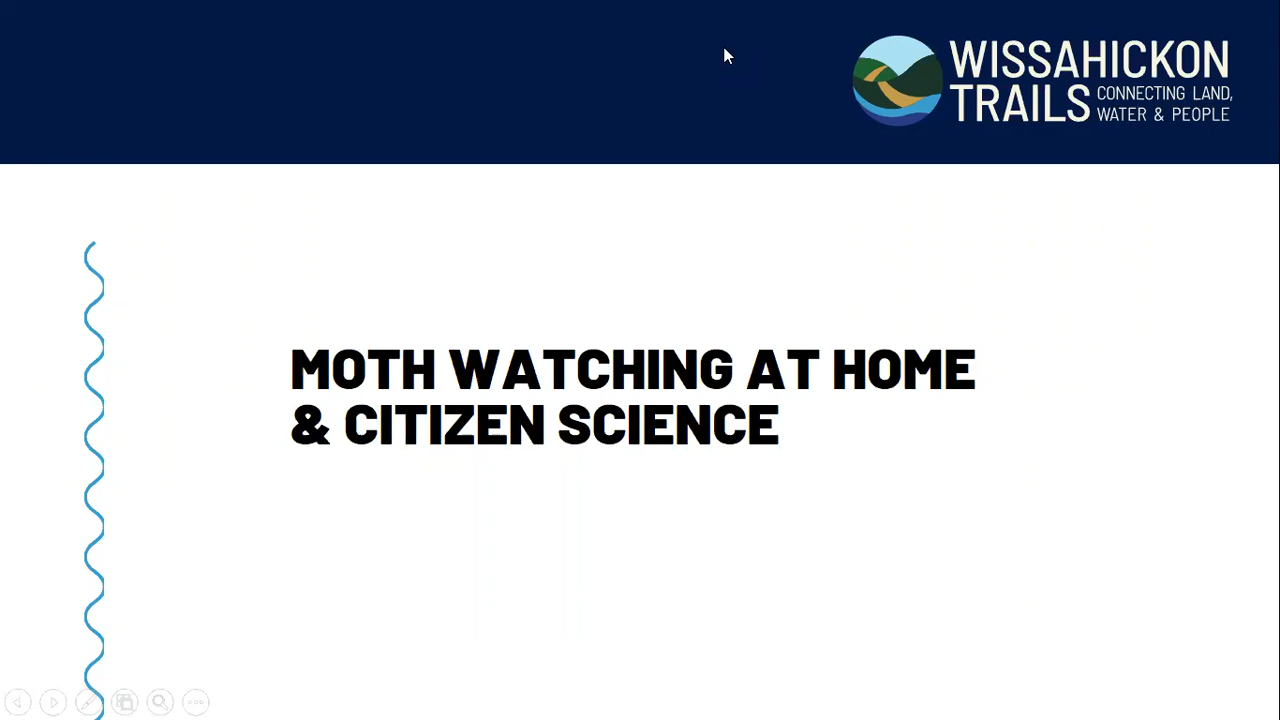 WISSAHICKON
TRAILS CONNECTING LAND,
WATER & PEOPLE
MOTH WATCHING AT HOME
& CITIZEN SCIENCE